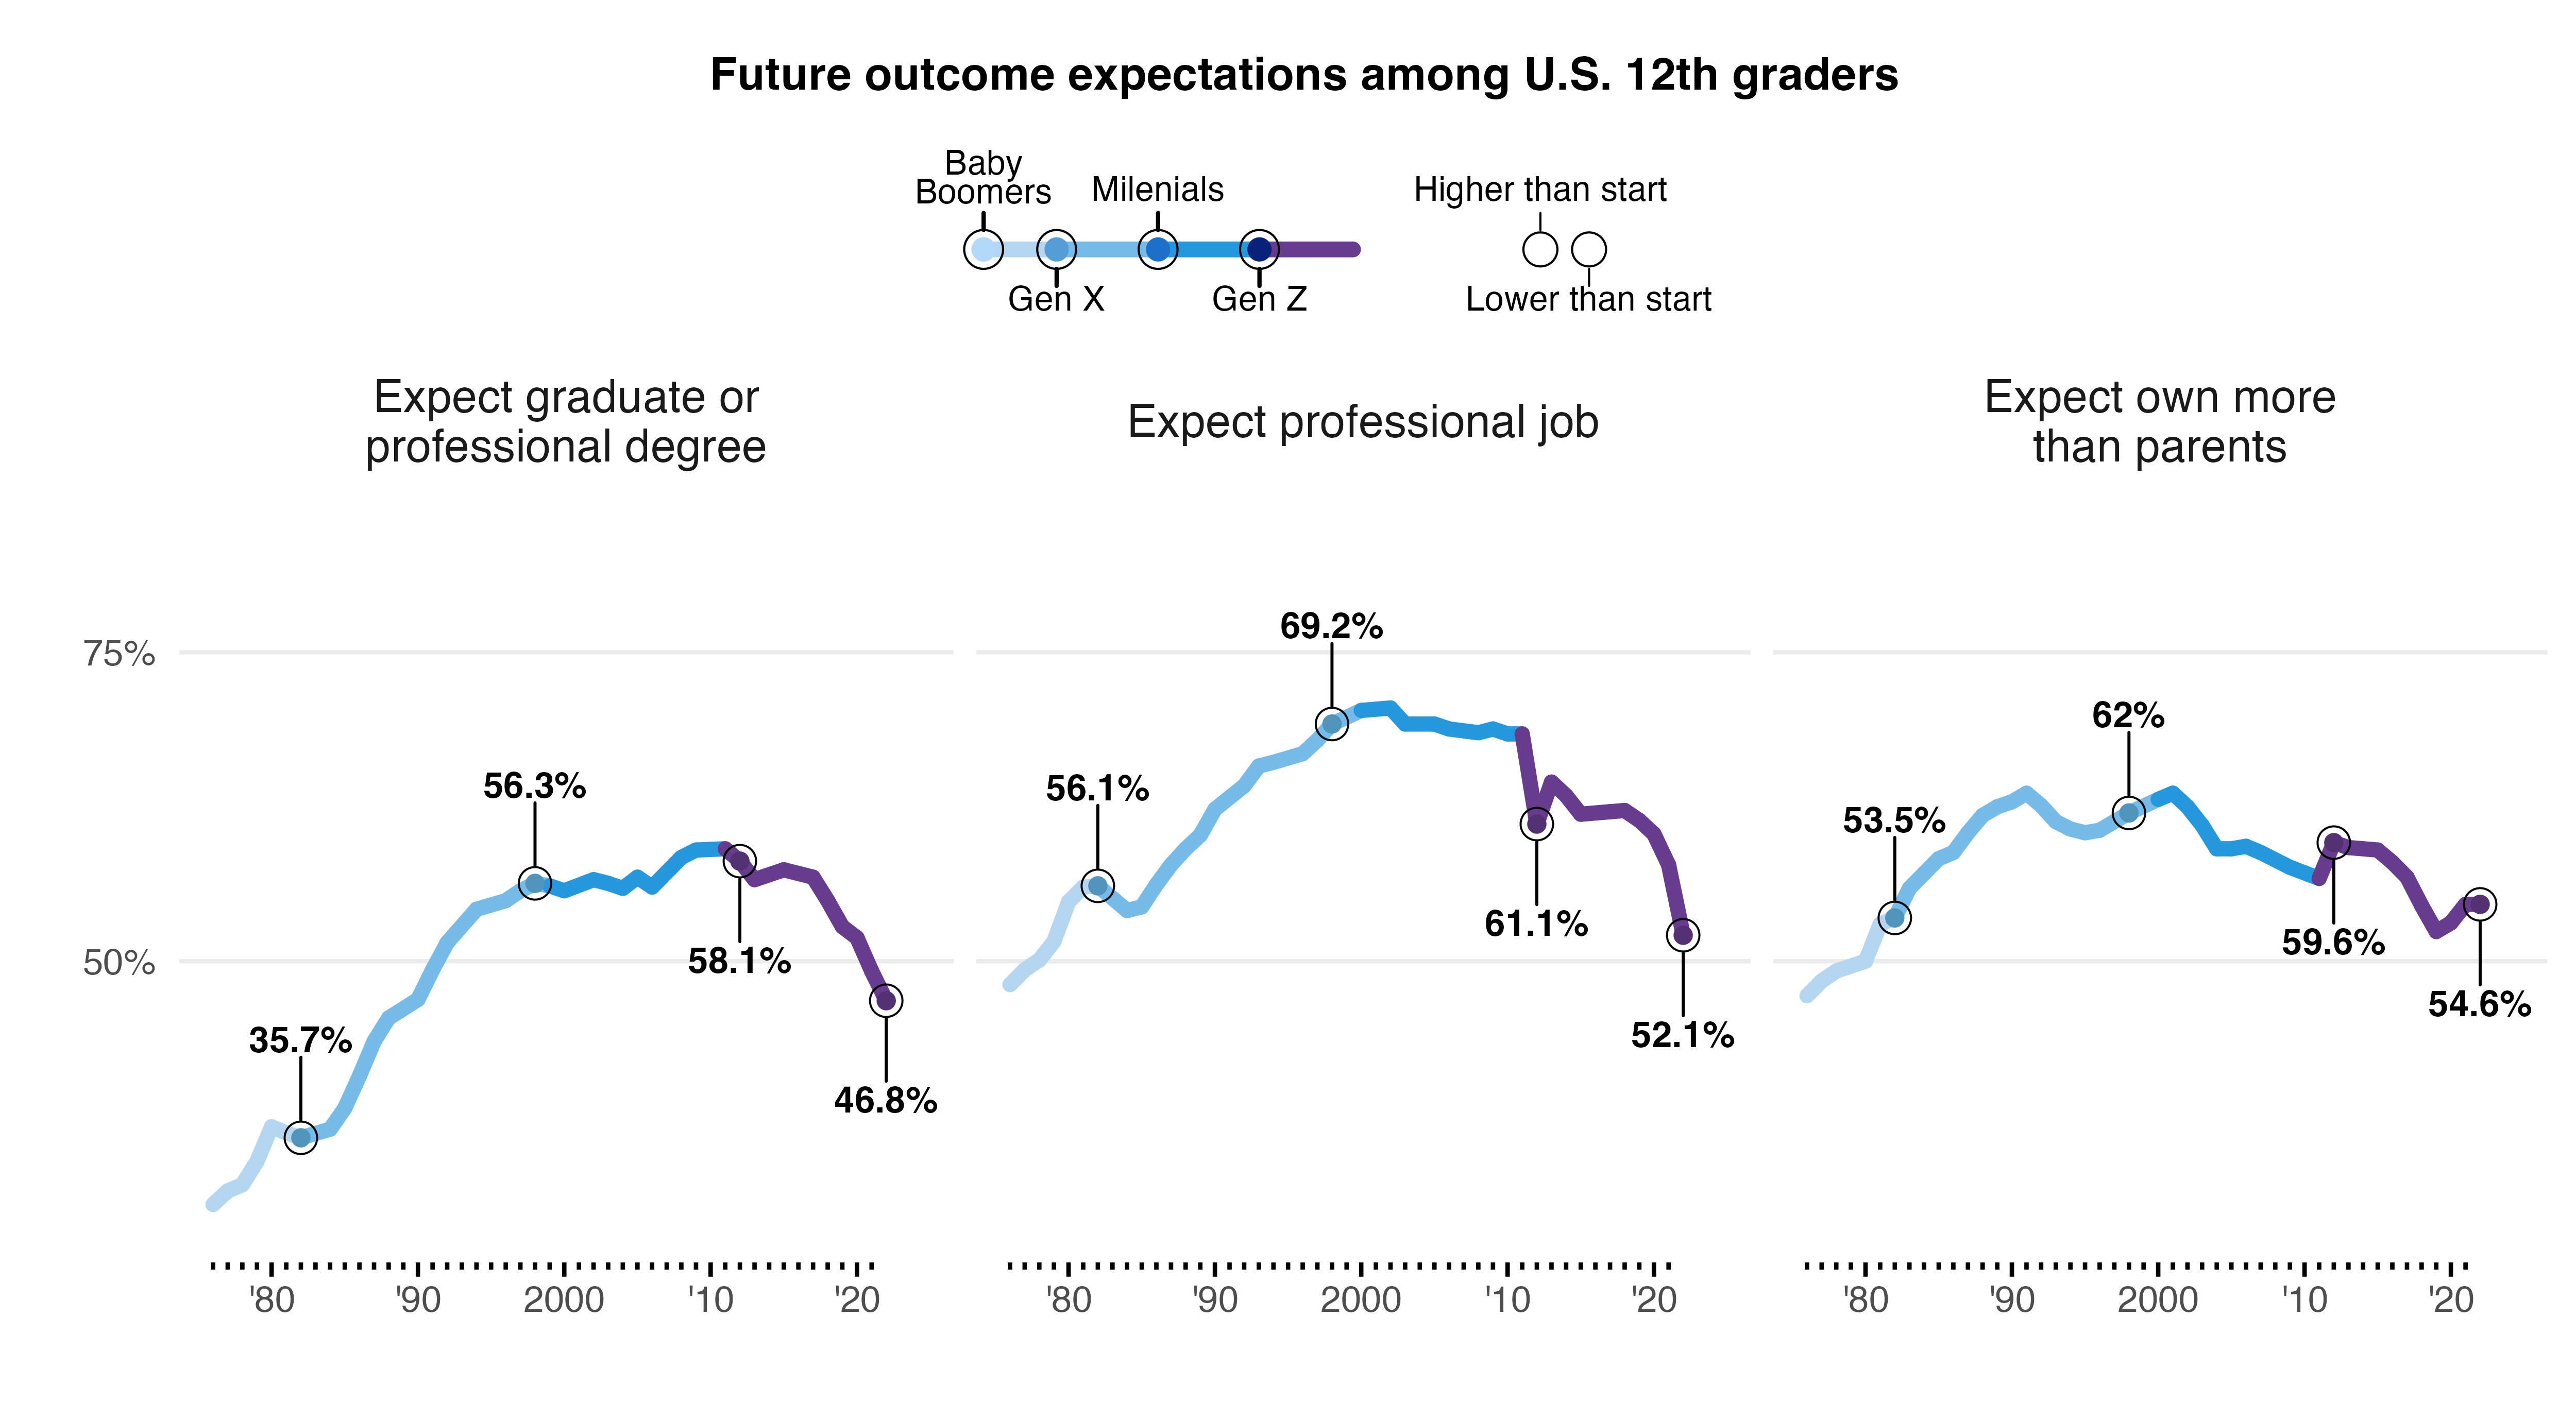 Future outcome expectations among U.S. 12th graders
Baby
Boomers
Milenials
Higher than start
Gen X
Gen Z
Lower than start
Expect graduate or
professional degree
Expect professional job
Expect own more
than parents
75%
50%
35.7%
56.3%
58.1%
46.8%
56.1%
69.2%
61.1%
52.1%
53.5%
62%
59.6%
54.6%
'80 '90 2000 '10 '20
'80 '90 2000 '10 '20
'80 '90 2000 '10 '20